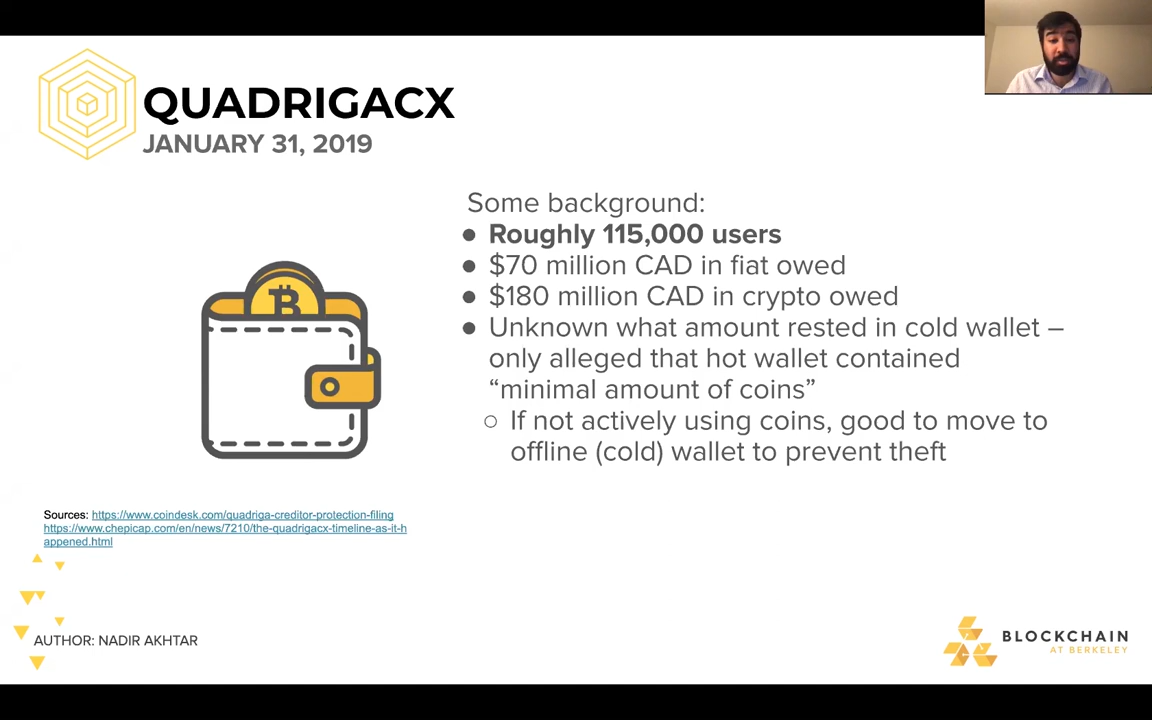 QUADRIGACX
JANUARY 31, 2019
Some background:
● Roughly 115,000 users
● $70 million CAD in fiat owed
● $180 million CAD in crypto owed
● Unknown what amount rested in cold wallet –
only alleged that hot wallet contained
“minimal amount of coins”
○ If not actively using coins, good to move to
offline (cold) wallet to prevent theft
Sources: https://www.coindesk.com/quadriga-creditor-protection-filing
https://www.chepicap.com/en/news/7210/the-quadrigacx-timeline-as-it-h
appened.html
AUTHOR: NADIR AKHTAR
BLOCKCHAIN
AT BERKELEY